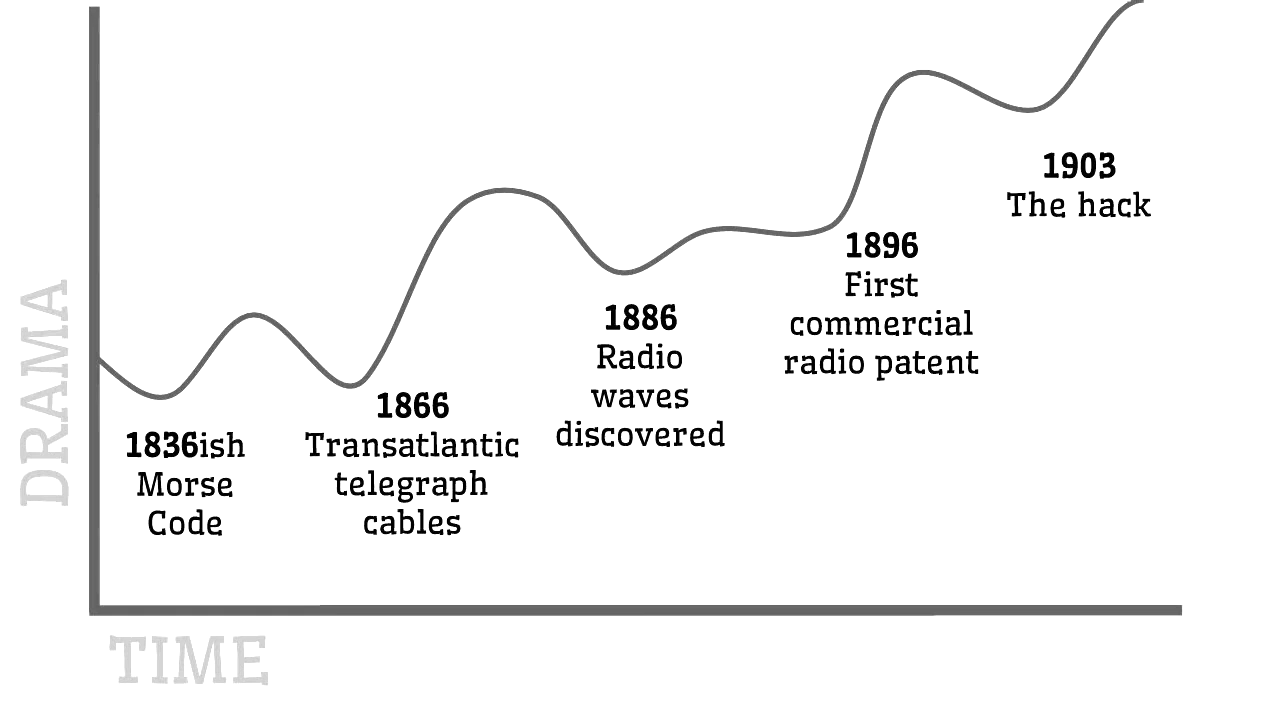 DRAMA
1836ish
Morse
Code
1866
Transatlantic
telegraph
cables
1886
Radio
waves
discovered
1896
First
commercial
radio patent
1903
The hack
TIME